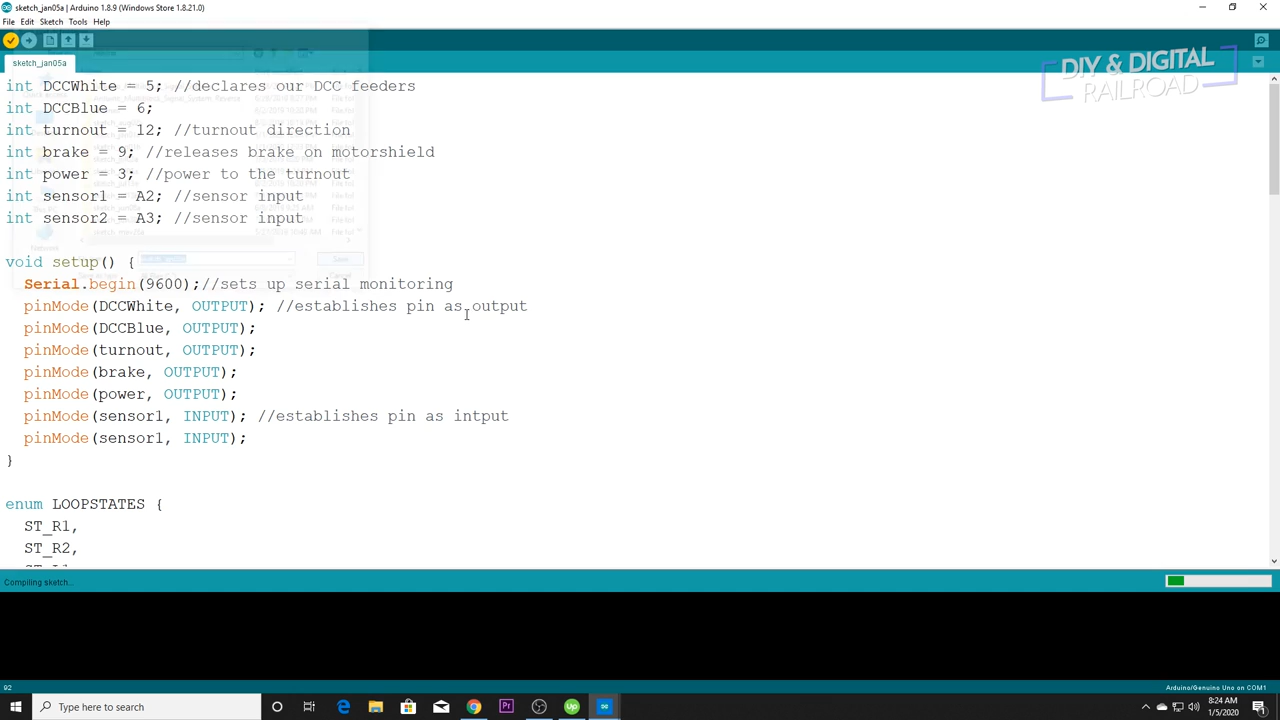 sketch_jan05a | Arduino 1.8.9 (Windows Store 1.8.21.0)
File Edit Sketch Tools Help
sketch_jan05a
DIY & DIGITAL
RAILROAD
int DCCWhite = 5; //declares our DCC feeders
int DCCBlue = 6;
int turnout = 12; //turnout direction
int brake = 9; //releases brake on motorshield
int power = 3; //power to the turnout
int sensor1 = A2; //sensor input
int sensor2 = A3; //sensor input
void setup() {
Serial.begin(9600);//sets up serial monitoring
pinMode(DCCWhite, OUTPUT); //establishes pin as output
pinMode(DCCBlue, OUTPUT);
pinMode(turnout, OUTPUT);
pinMode(brake, OUTPUT);
pinMode(power, OUTPUT);
pinMode(sensor1, INPUT); //establishes pin as intput
pinMode(sensor1, INPUT);
}
enum LOOPSTATES {
ST_R1,
ST_R2,
Compiling sketch...
92
Arduino/Genuino Uno on COM1
Type here to search
8:24 AM
1/5/2020